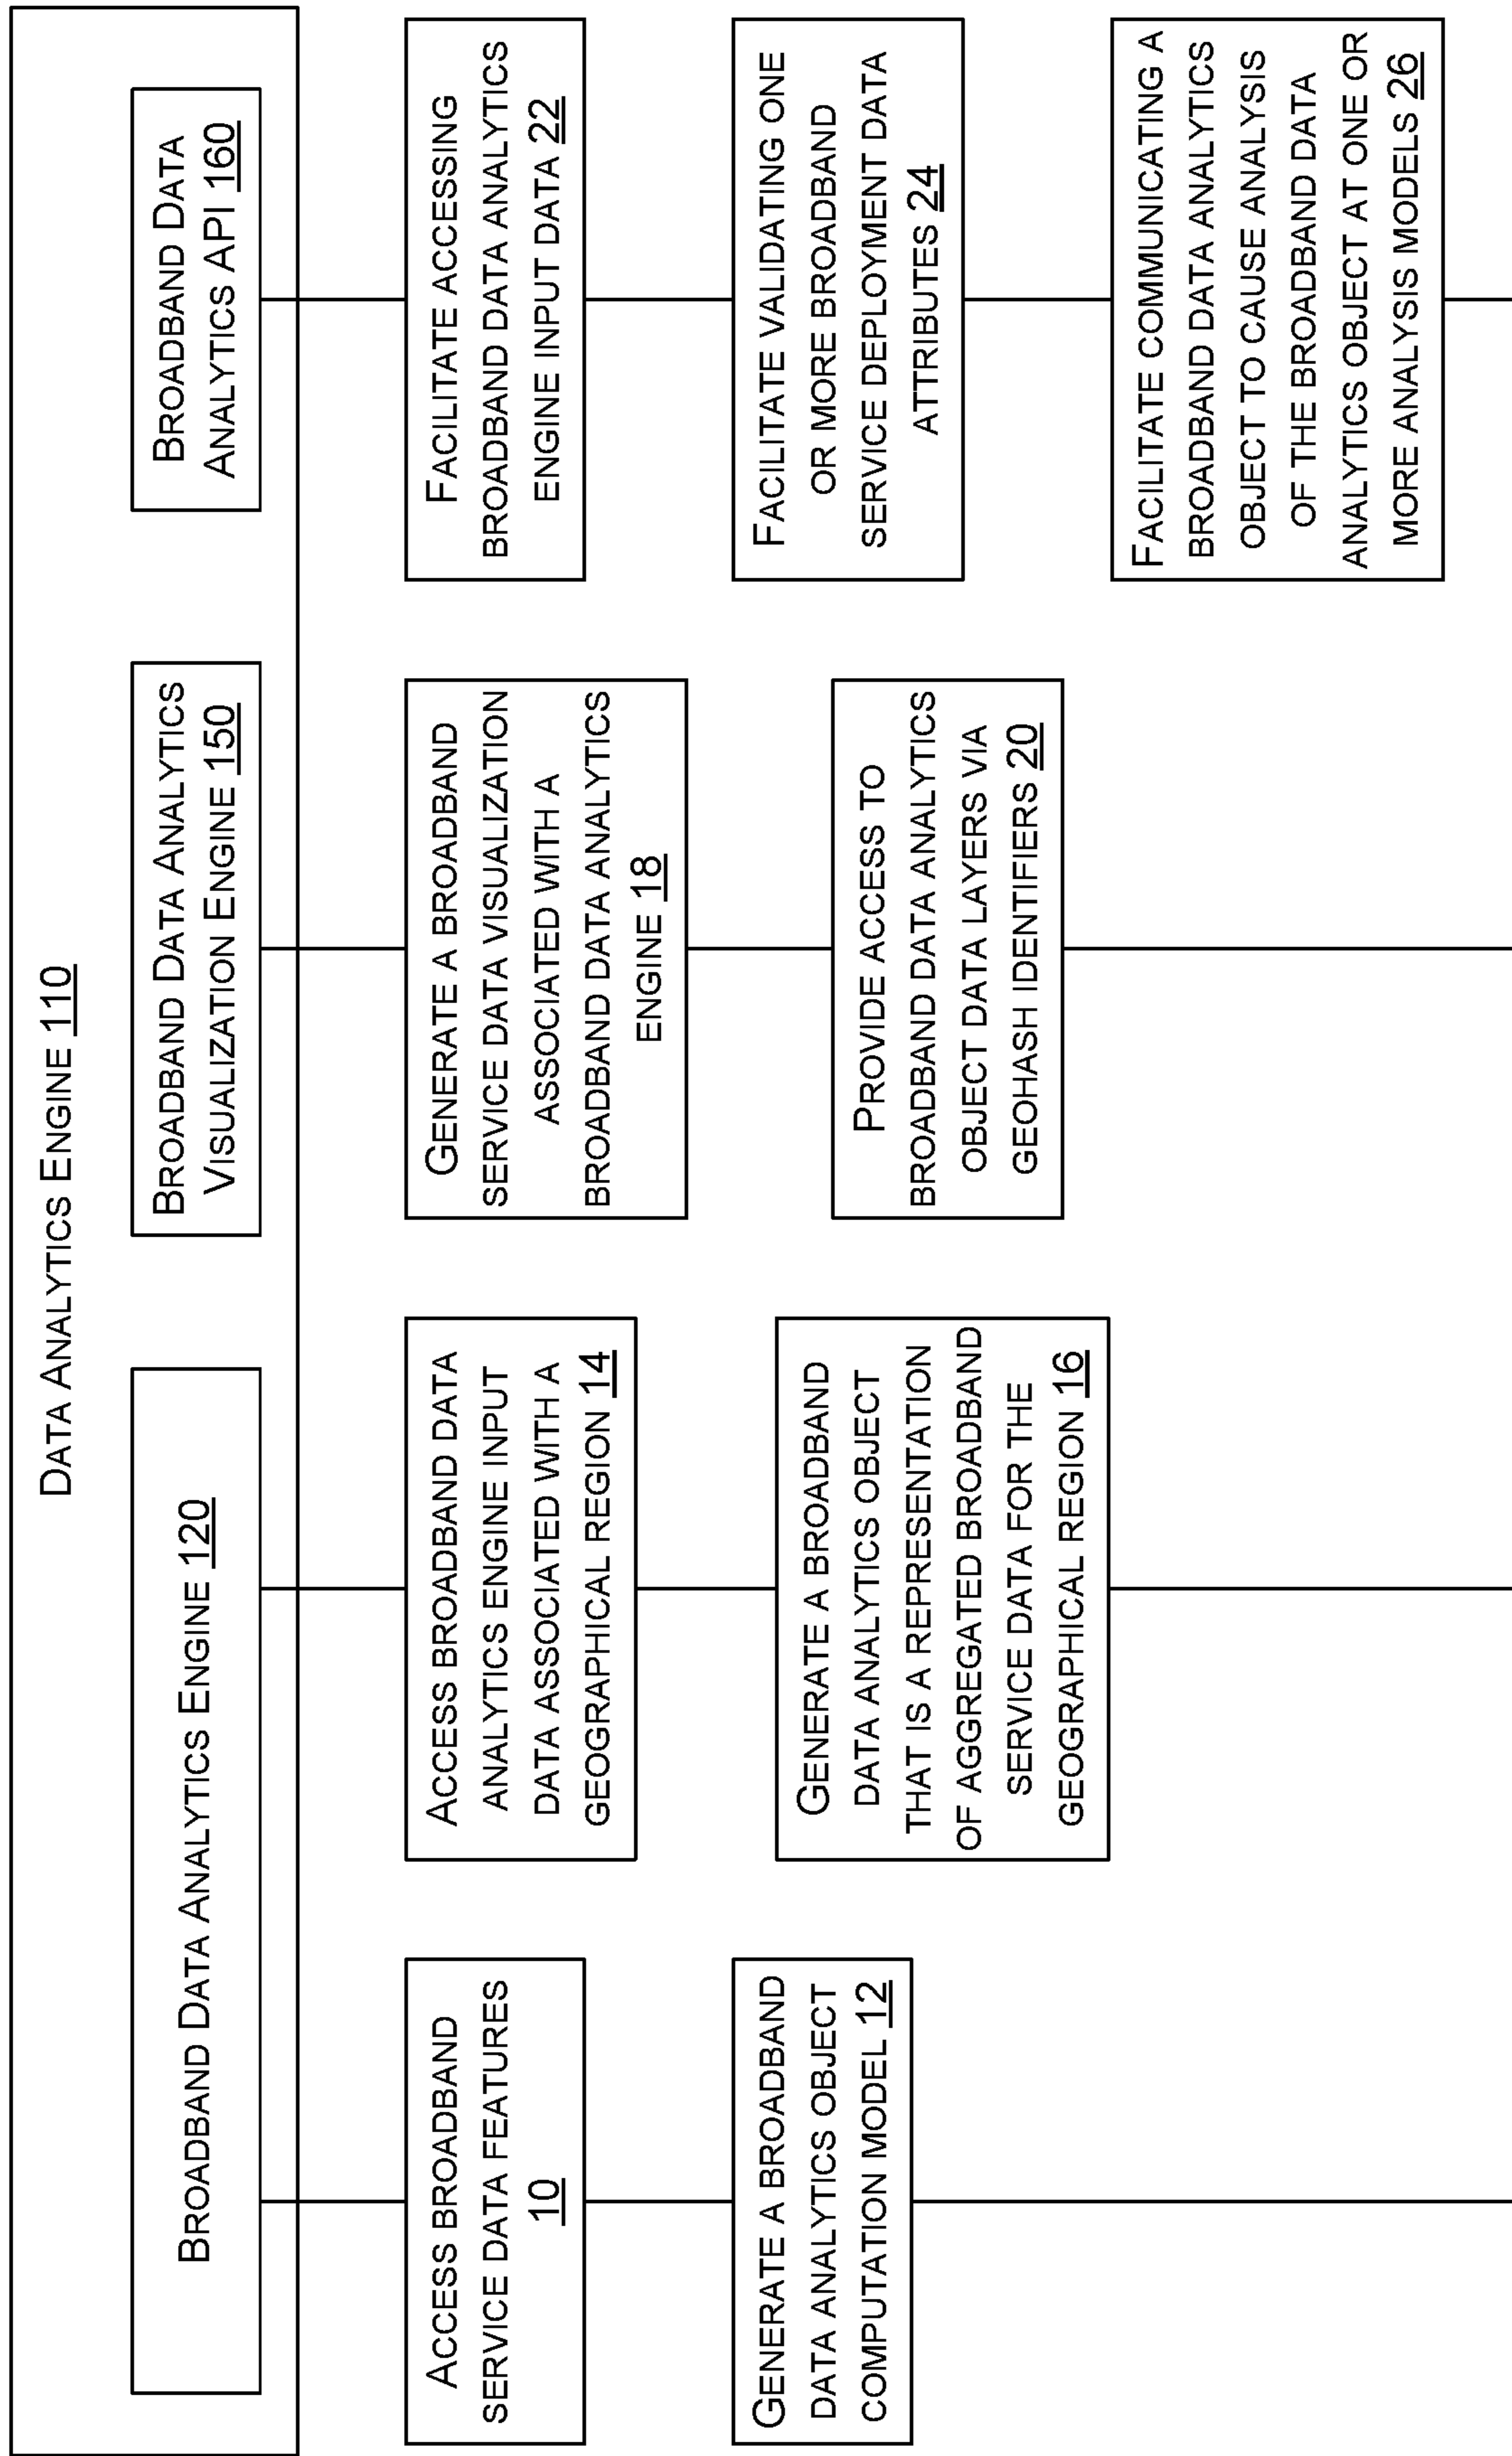 DATA ANALYTICS ENGINE 110
BROADBAND DATA ANALYTICS ENGINE 120
BROADBAND DATA ANALYTICS
VISUALIZATION ENGINE 150
BROADBAND DATA
ANALYTICS API 160
ACCESS BROADBAND
SERVICE DATA FEATURES
10
GENERATE A BROADBAND
DATA ANALYTICS OBJECT
COMPUTATION MODEL 12
ACCESS BROADBAND DATA
ANALYTICS ENGINE INPUT
DATA ASSOCIATED WITH A
GEOGRAPHICAL REGION 14
GENERATE A BROADBAND
DATA ANALYTICS OBJECT
THAT IS A REPRESENTATION
OF AGGREGATED BROADBAND
SERVICE DATA FOR THE
GEOGRAPHICAL REGION 16
GENERATE A BROADBAND
SERVICE DATA VISUALIZATION
ASSOCIATED WITH A
BROADBAND DATA ANALYTICS
ENGINE 18
PROVIDE ACCESS TO
BROADBAND DATA ANALYTICS
OBJECT DATA LAYERS VIA
GEOHASH IDENTIFIERS 20
FACILITATE ACCESSING
BROADBAND DATA ANALYTICS
ENGINE INPUT DATA 22
FACILITATE VALIDATING ONE
OR MORE BROADBAND
SERVICE DEPLOYMENT DATA
ATTRIBUTES 24
FACILITATE COMMUNICATING A
BROADBAND DATA ANALYTICS
OBJECT TO CAUSE ANALYSIS
OF THE BROADBAND DATA
ANALYTICS OBJECT AT ONE OR
MORE ANALYSIS MODELS 26